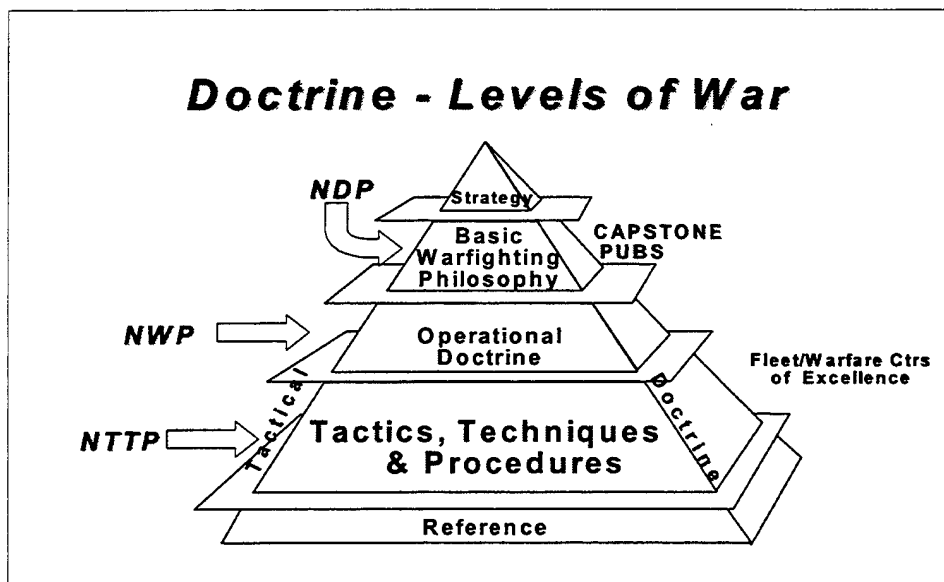 Doctrine - Levels of War
NDP
Strategy
Basic
Warfighting
Philosophy
CAPSTONE
PUBS
NWP
Operational
Doctrine
Fleet/Warfare Ctrs
of Excellence
Tactical
Doctrine
NTTP
Tactics, Techniques
& Procedures
Reference